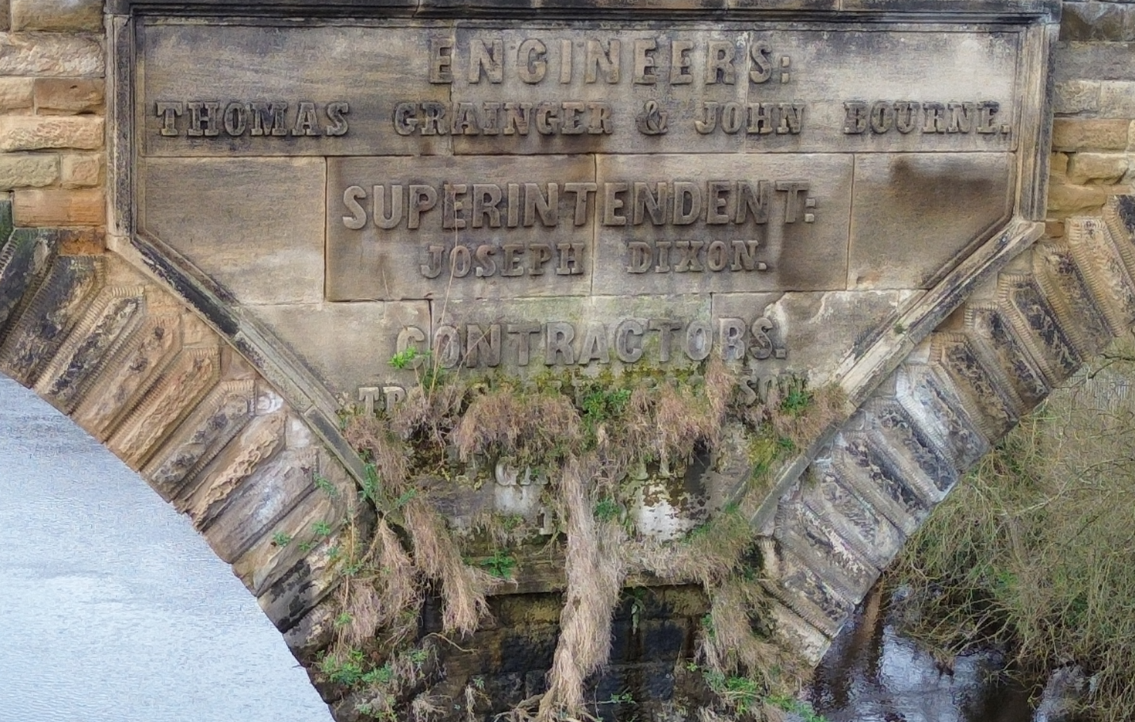 ENGINEERS:
THOMAS GRAINGER & JOHN BOURNE.
SUPERINTENDENT:
JOSEPH DIXON.
CONTRACTORS.